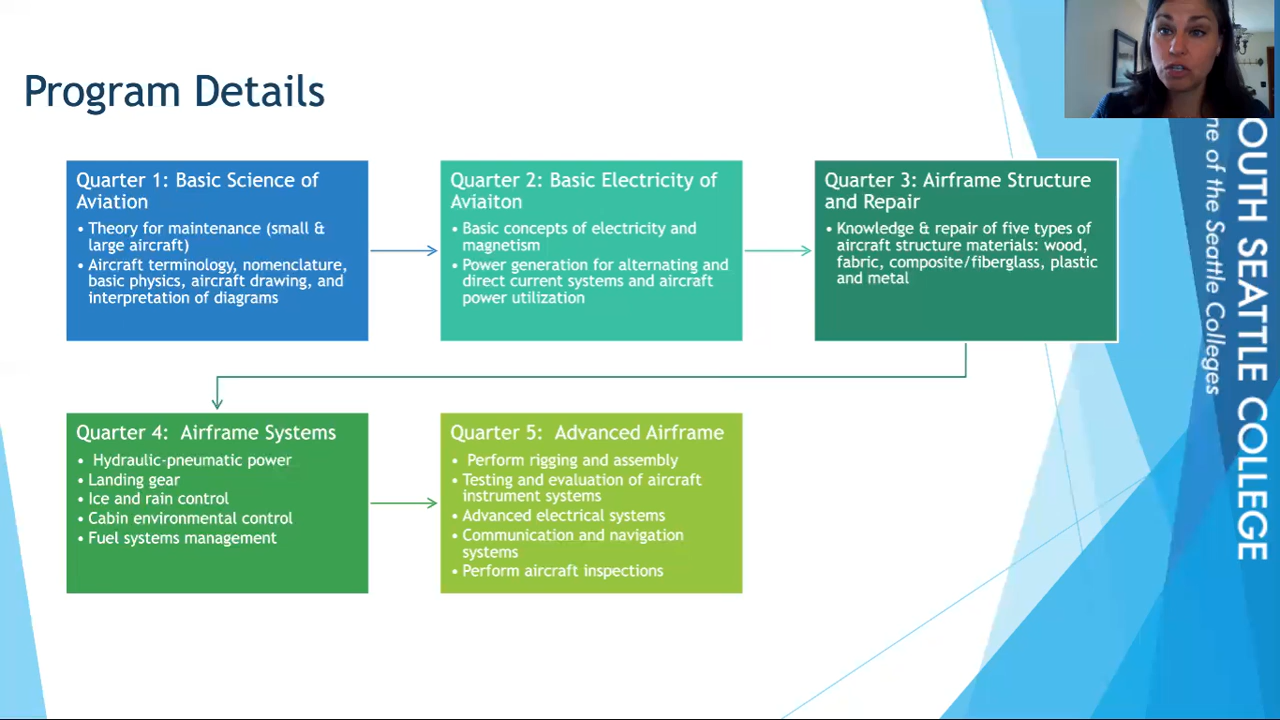 Program Details
Quarter 1: Basic Science of
Aviation
• Theory for maintenance (small &
large aircraft)
• Aircraft terminology, nomenclature,
basic physics, aircraft drawing, and
interpretation of diagrams
Quarter 2: Basic Electricity of
Aviaiton
• Basic concepts of electricity and
magnetism
• Power generation for alternating and
direct current systems and aircraft
power utilization
Quarter 3: Airframe Structure
and Repair
• Knowledge & repair of five types of
aircraft structure materials: wood,
fabric, composite/fiberglass, plastic
and metal
Quarter 4: Airframe Systems
• Hydraulic-pneumatic power
• Landing gear
• Ice and rain control
• Cabin environmental control
• Fuel systems management
Quarter 5: Advanced Airframe
• Perform rigging and assembly
• Testing and evaluation of aircraft
instrument systems
• Advanced electrical systems
• Communication and navigation
systems
• Perform aircraft inspections
OUTH SEATTLE COLLEGE
ne of the Seattle Colleges